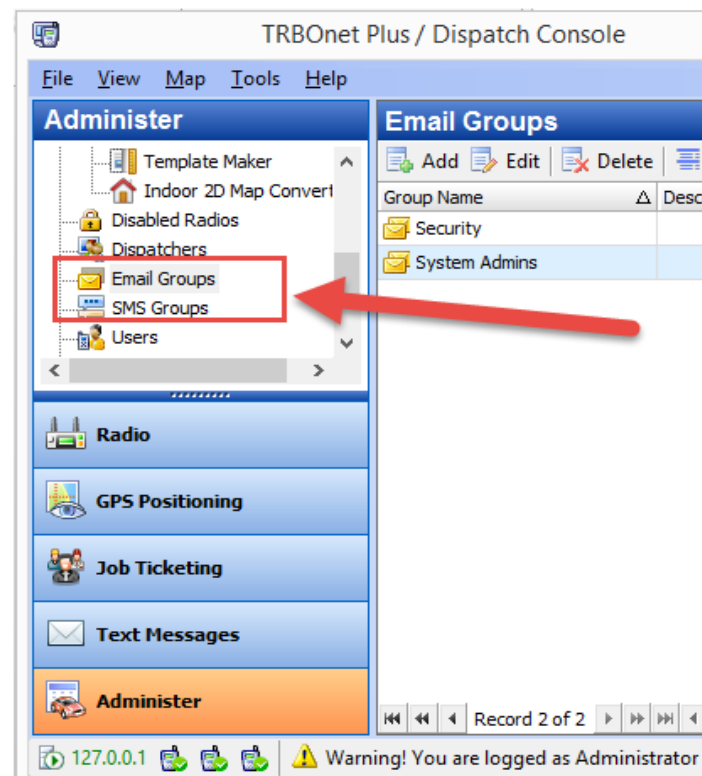 TRBOnet Plus / Dispatch Console
File View Map Tools Help
Administer
Template Maker
Indoor 2D Map Convert
Disabled Radios
Dispatchers
Email Groups
SMS Groups
Users
Radio
GPS Positioning
Job Ticketing
Text Messages
Administer
Email Groups
Add Edit Delete
Group Name Desc
Security
System Admins
Record 2 of 2
127.0.0.1 Warning! You are logged as Administrator